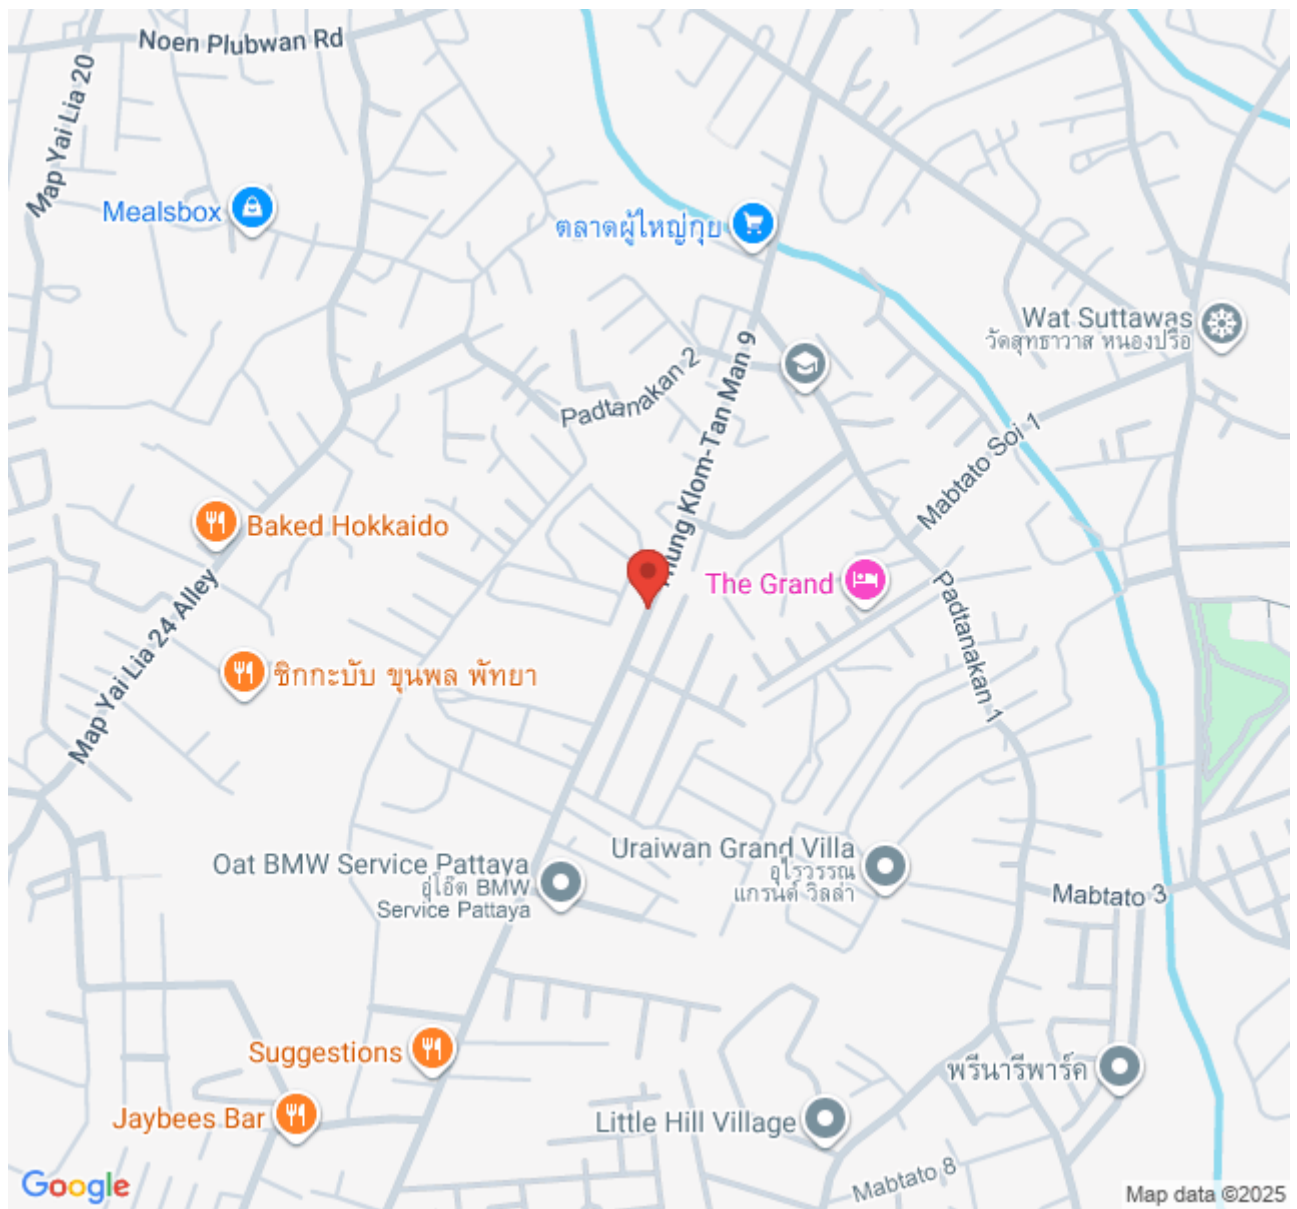 Noen Plubwan Rd
Map Yai Lia 20
Mealsbox
ตลาดผู้ใหญ่กุย
Wat Suttawas
วัดสุทธาวาส หนองปรือ
Thung Klom-Tan Man 9
Padtanakan 2
Mabtato Soi 1
Baked Hokkaido
The Grand
Padtanakan 1
Map Yai Lia 24 Alley
ชิกกะบับ ขุนพล พัทยา
Oat BMW Service Pattaya
อู่โอ๊ต BMW
Service Pattaya
Uraiwan Grand Villa
อุไรวรรณ
แกรนด์ วิลล่า
Mabtato 3
Suggestions
พรีนารีพาร์ค
Jaybees Bar
Little Hill Village
Mabtato 8
Google
Map data ©2025